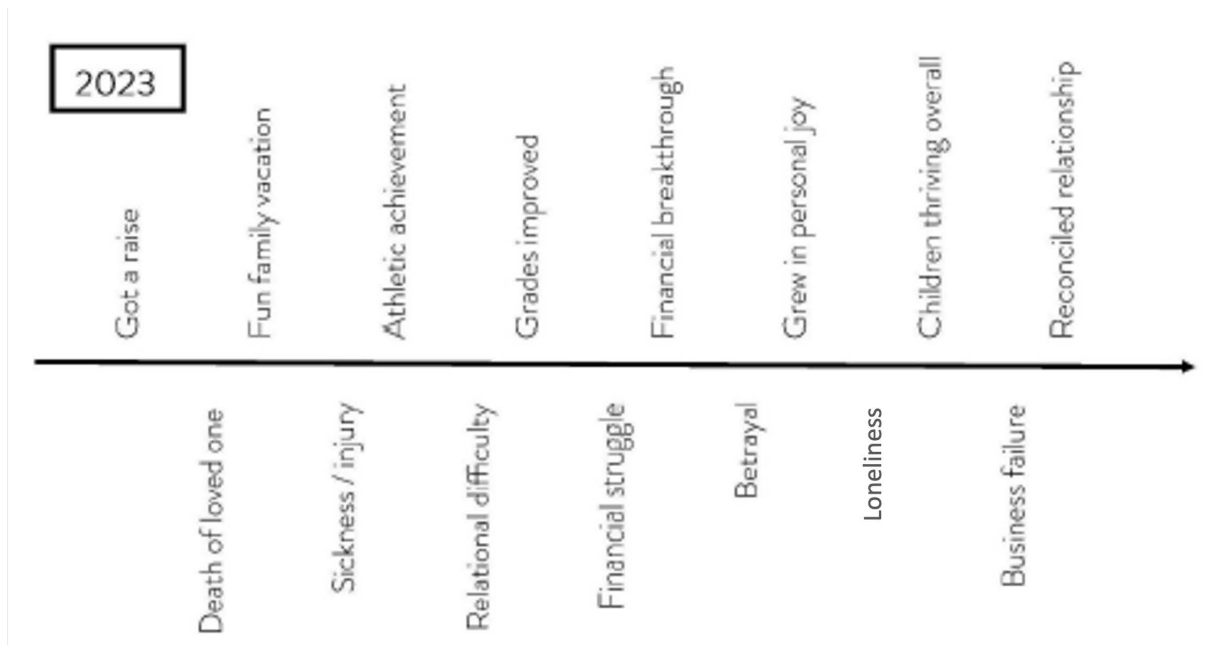 2023
Got a raise
Fun family vacation
Athletic achievement
Grades improved
Financial breakthrough
Grew in personal joy
Children thriving overall
Reconciled relationship
Death of loved one
Sickness / injury
Relational difficulty
Financial struggle
Betrayal
Loneliness
Business failure